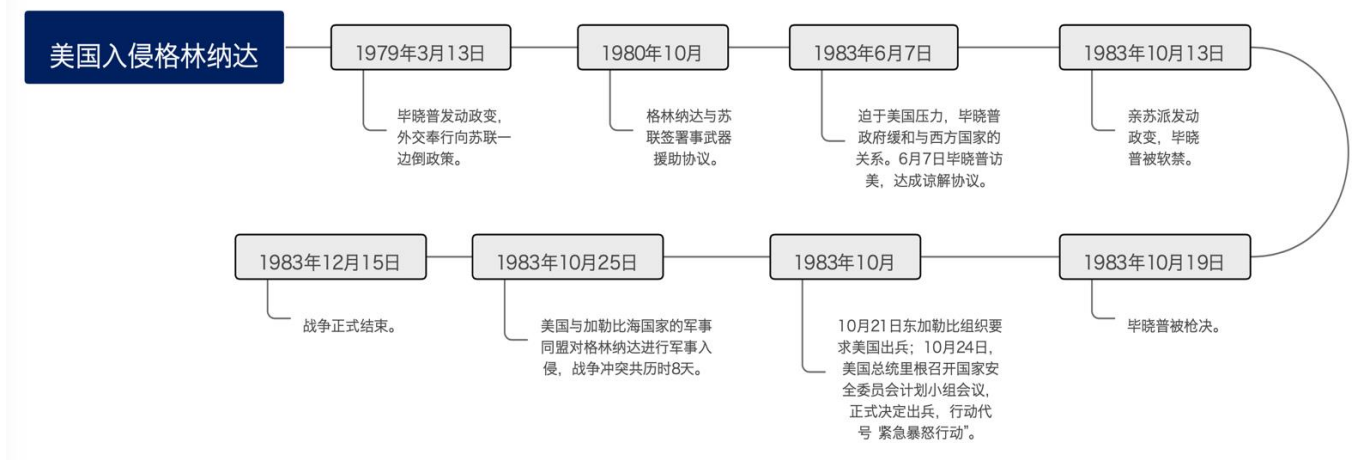 美国入侵格林纳达
1979年3月13日
毕晓普发动政变，
外交奉行向苏联一
边倒政策。
1980年10月
格林纳达与苏
联签署事武器
援助协议。
1983年6月7日
迫于美国压力，毕晓普
政府缓和与西方国家的
关系。6月7日毕晓普访
美，达成谅解协议。
1983年10月13日
亲苏派发动
政变，毕晓
普被软禁。
1983年10月19日
毕晓普被枪决。
1983年10月
10月21日东加勒比组织要
求美国出兵；10月24日，
美国总统里根召开国家安
全委员会计划小组会议，
正式决定出兵，行动代
号 紧急暴怒行动”。
1983年10月25日
美国与加勒比海国家的军事
同盟对格林纳达进行军事入
侵，战争冲突共历时8天。
1983年12月15日
战争正式结束。